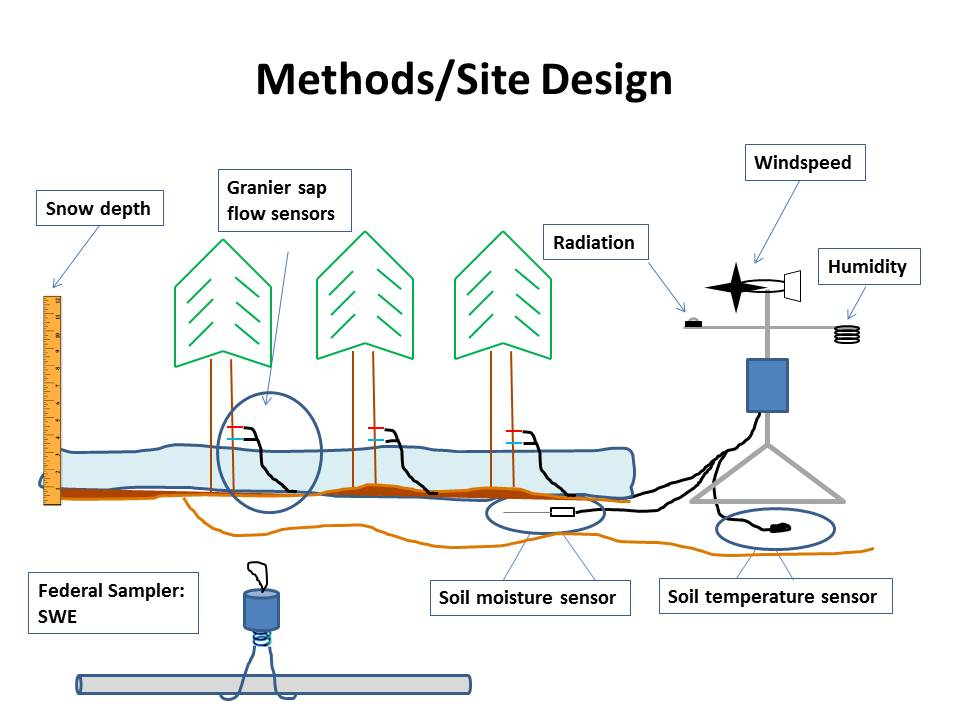 Methods/Site Design
Windspeed
Granier sap
flow sensors
Snow depth
Radiation
Humidity
Federal Sampler:
SWE
Soil moisture sensor
Soil temperature sensor